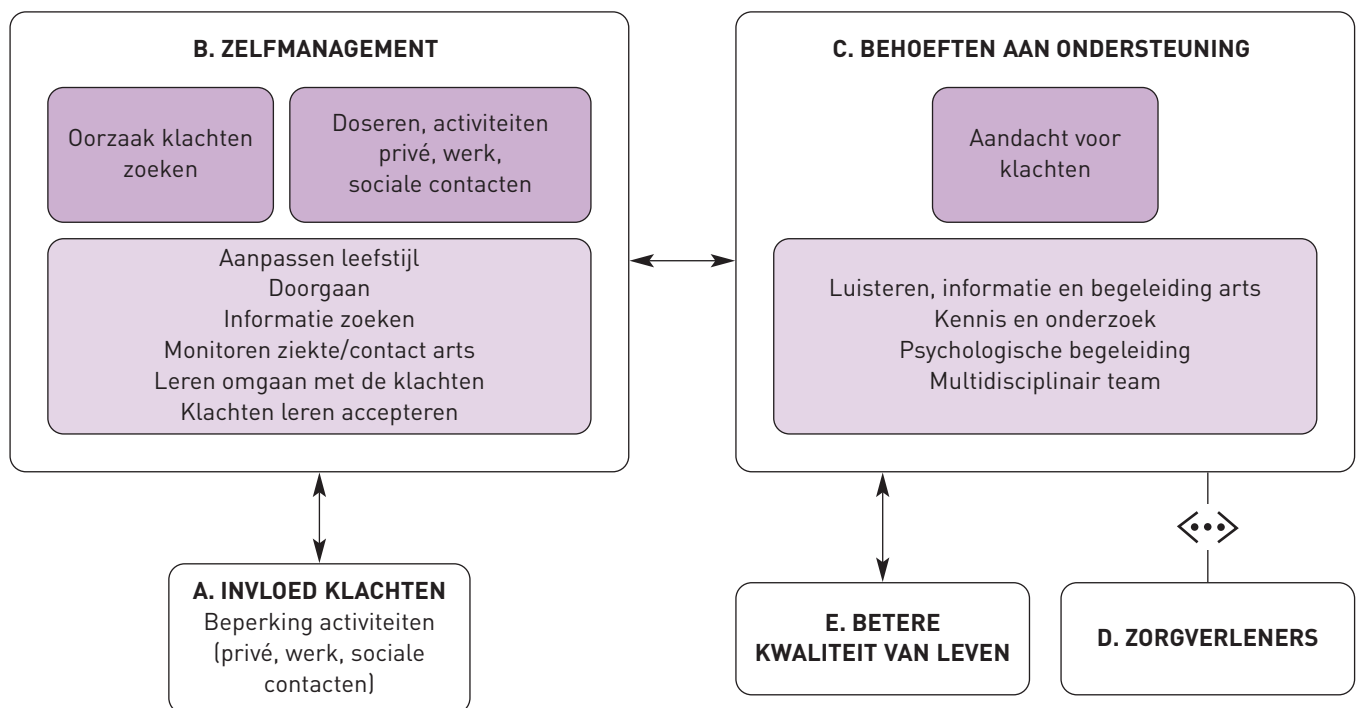 B. ZELFMANAGEMENT
Oorzaak klachten
zoeken
Doseren, activiteiten
privé, werk,
sociale contacten
Aanpassen leefstijl
Doorgaan
Informatie zoeken
Monitoren ziekte/contact arts
Leren omgaan met de klachten
Klachten leren accepteren
C. BEHOEFTEN AAN ONDERSTEUNING
Aandacht voor
klachten
Luisteren, informatie en begeleiding arts
Kennis en onderzoek
Psychologische begeleiding
Multidisciplinair team
A. INVLOED KLACHTEN
Beperking activiteiten
(privé, werk, sociale
contacten)
E. BETERE
KWALITEIT VAN LEVEN
D. ZORGVERLENERS